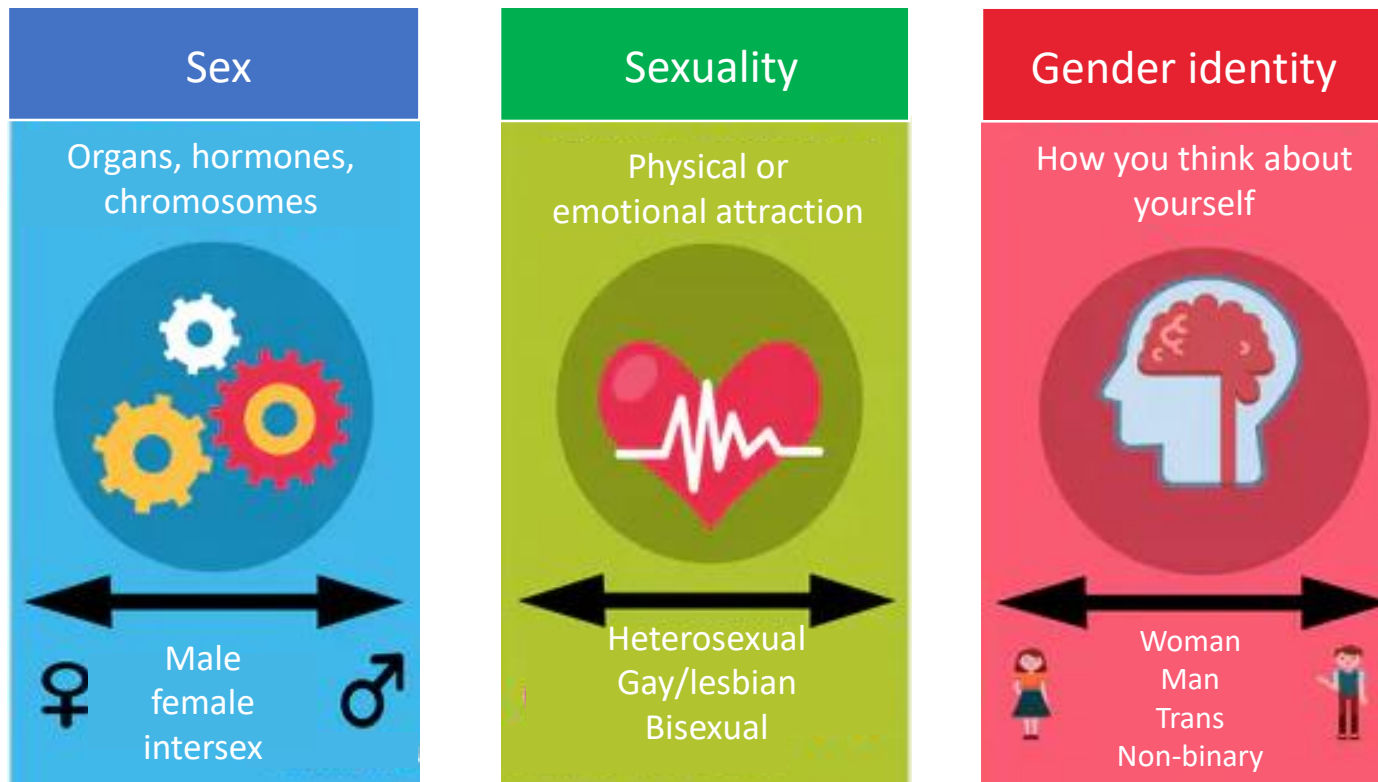 Sex
Organs, hormones,
chromosomes
Male
female
intersex
Sexuality
Physical or
emotional attraction
Heterosexual
Gay/lesbian
Bisexual
Gender identity
How you think about
yourself
Woman
Man
Trans
Non-binary